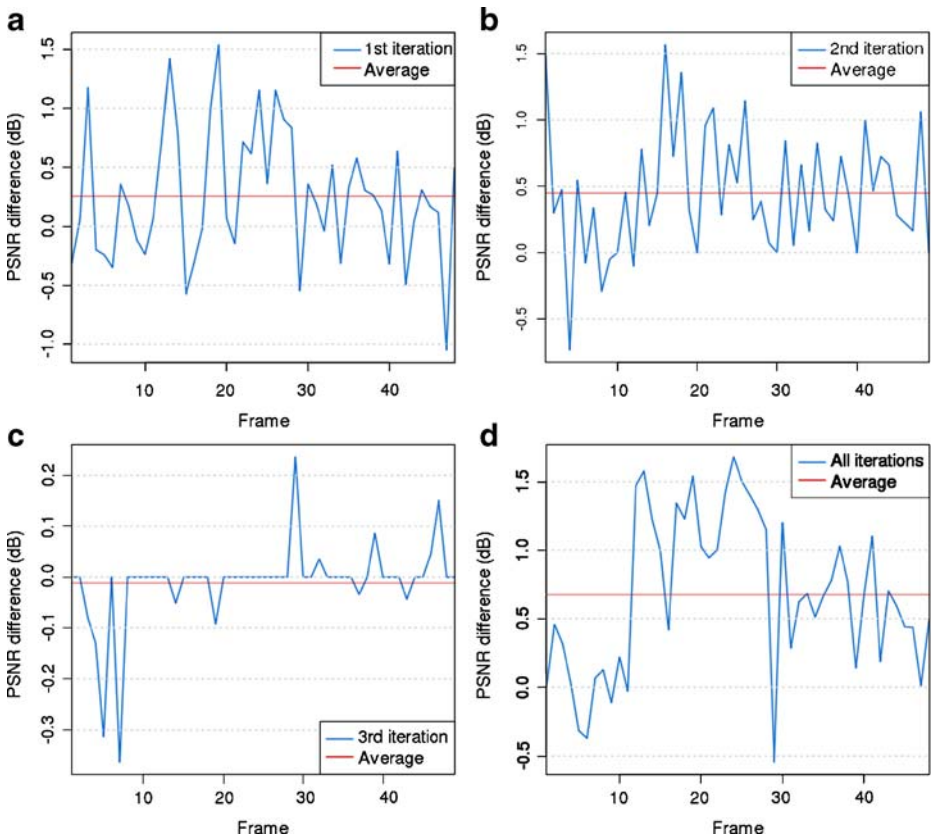 a
1st iteration
Average
PSNR difference (dB)
1.5
1.0
0.5
0.0
-0.5
-1.0
10
20
30
40
Frame
b
2nd iteration
Average
PSNR difference (dB)
1.5
1.0
0.5
0.0
-0.5
10
20
30
40
Frame
c
3rd iteration
Average
PSNR difference (dB)
0.2
0.1
0.0
-0.1
-0.2
-0.3
10
20
30
40
Frame
d
All iterations
Average
PSNR difference (dB)
1.5
1.0
0.5
0.0
-0.5
10
20
30
40
Frame